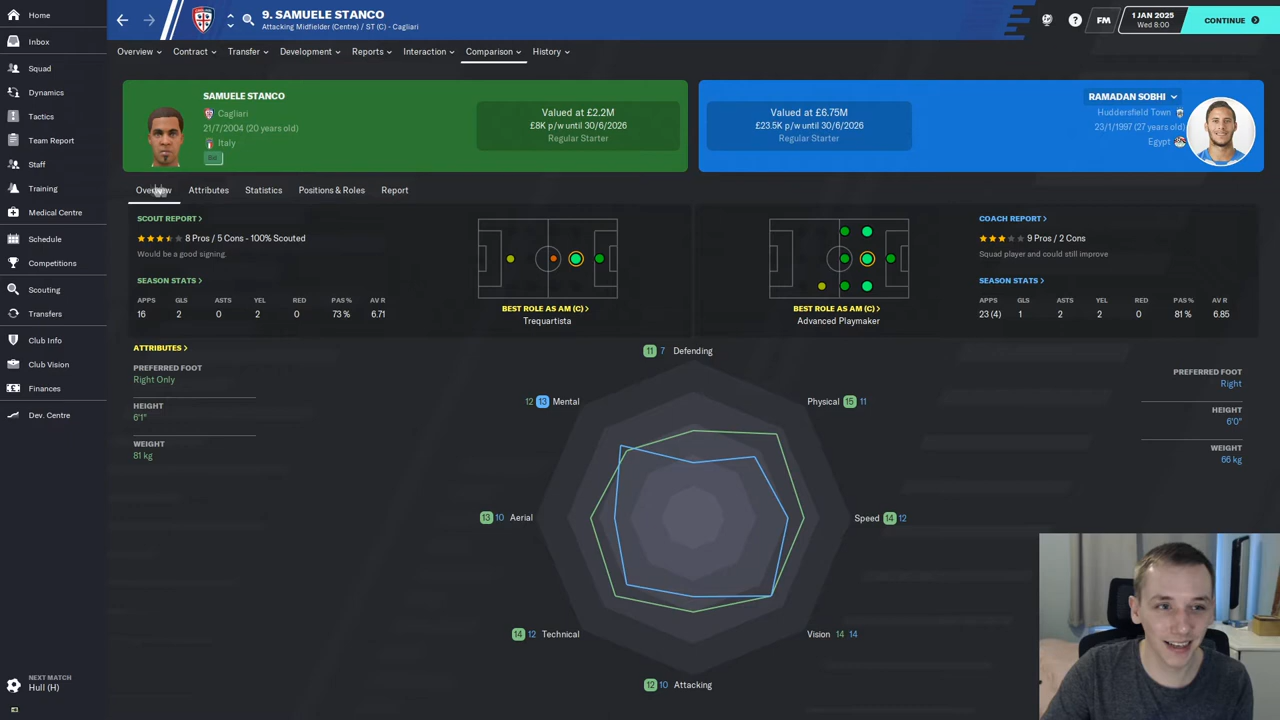 Home
Inbox
Squad
Dynamics
Tactics
Team Report
Staff
Training
Medical Centre
Schedule
Competitions
Scouting
Transfers
Club Info
Club Vision
Finances
Dev. Centre
NEXT MATCH
Hull (H)
9. SAMUELE STANCO
Attacking Midfielder (Centre) / ST (C) - Cagliari
FM
1 JAN 2025
Wed 8:00
CONTINUE
Overview Contract Transfer Development Reports Interaction Comparison History
SAMUELE STANCO
Cagliari
21/7/2004 (20 years old)
Italy
Valued at £2.2M
£8K p/w until 30/6/2026
Regular Starter
Valued at £6.75M
£23.5K p/w until 30/6/2026
Regular Starter
RAMADAN SOBHI
Huddersfield Town
23/1/1997 (27 years old)
Egypt
Overview Attributes Statistics Positions & Roles Report
SCOUT REPORT >
8 Pros / 5 Cons - 100% Scouted
Would be a good signing.
SEASON STATS >
APPS GLS ASTS YEL RED PAS % AV R
16 2 0 2 0 73 % 6.71
BEST ROLE AS AM (C) >
Trequartista
BEST ROLE AS AM (C) >
Advanced Playmaker
COACH REPORT >
9 Pros / 2 Cons
Squad player and could still improve
SEASON STATS >
APPS GLS ASTS YEL RED PAS % AV R
23 (4) 1 2 2 0 81 % 6.85
ATTRIBUTES >
PREFERRED FOOT
Right Only
HEIGHT
6'1"
WEIGHT
81 kg
11 7 Defending
12 13 Mental
Physical 15 11
13 10 Aerial
Speed 14 12
14 12 Technical
Vision 14 14
12 10 Attacking
PREFERRED FOOT
Right
HEIGHT
6'0"
WEIGHT
66 kg